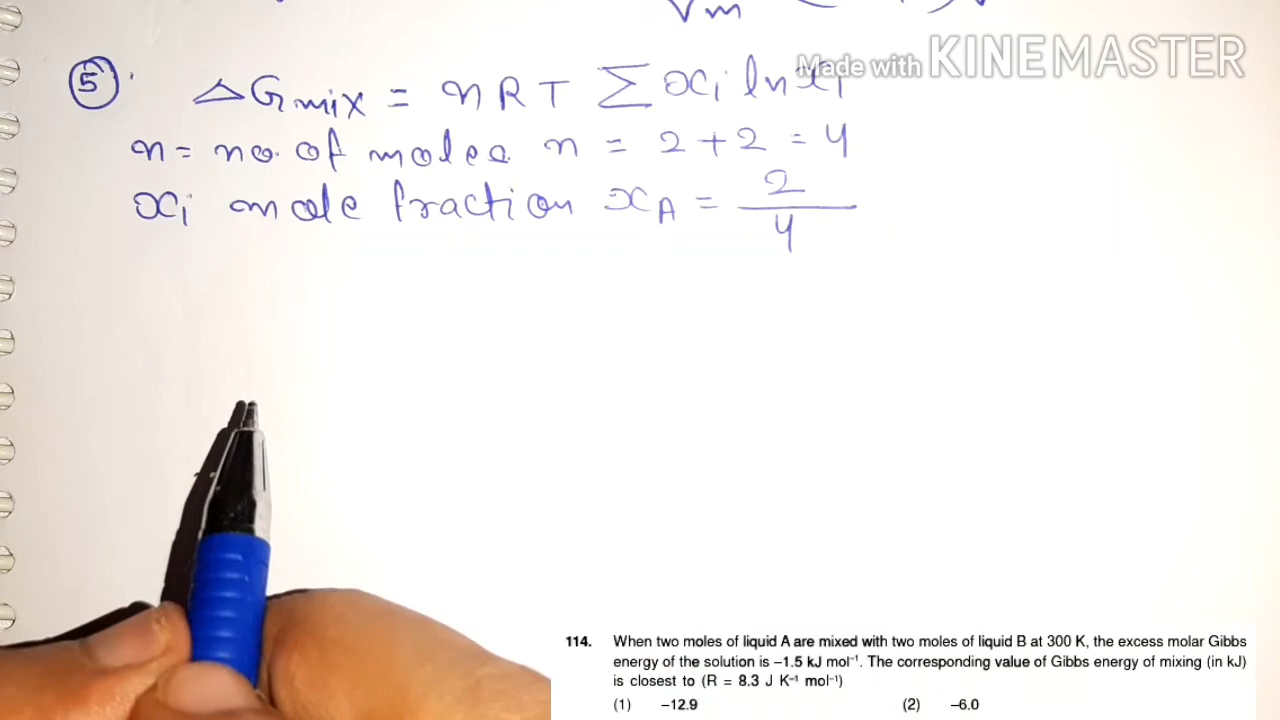 Vm
Made with KINEMASTER
5 ΔGmix = nRT Σ xi ln xi
n = no. of moles n = 2 + 2 = 4
xi mole fraction xA = 2/4
114. When two moles of liquid A are mixed with two moles of liquid B at 300 K, the excess molar Gibbs
energy of the solution is –1.5 kJ mol⁻¹. The corresponding value of Gibbs energy of mixing (in kJ)
is closest to (R = 8.3 J K⁻¹ mol⁻¹)
(1) –12.9 (2) –6.0